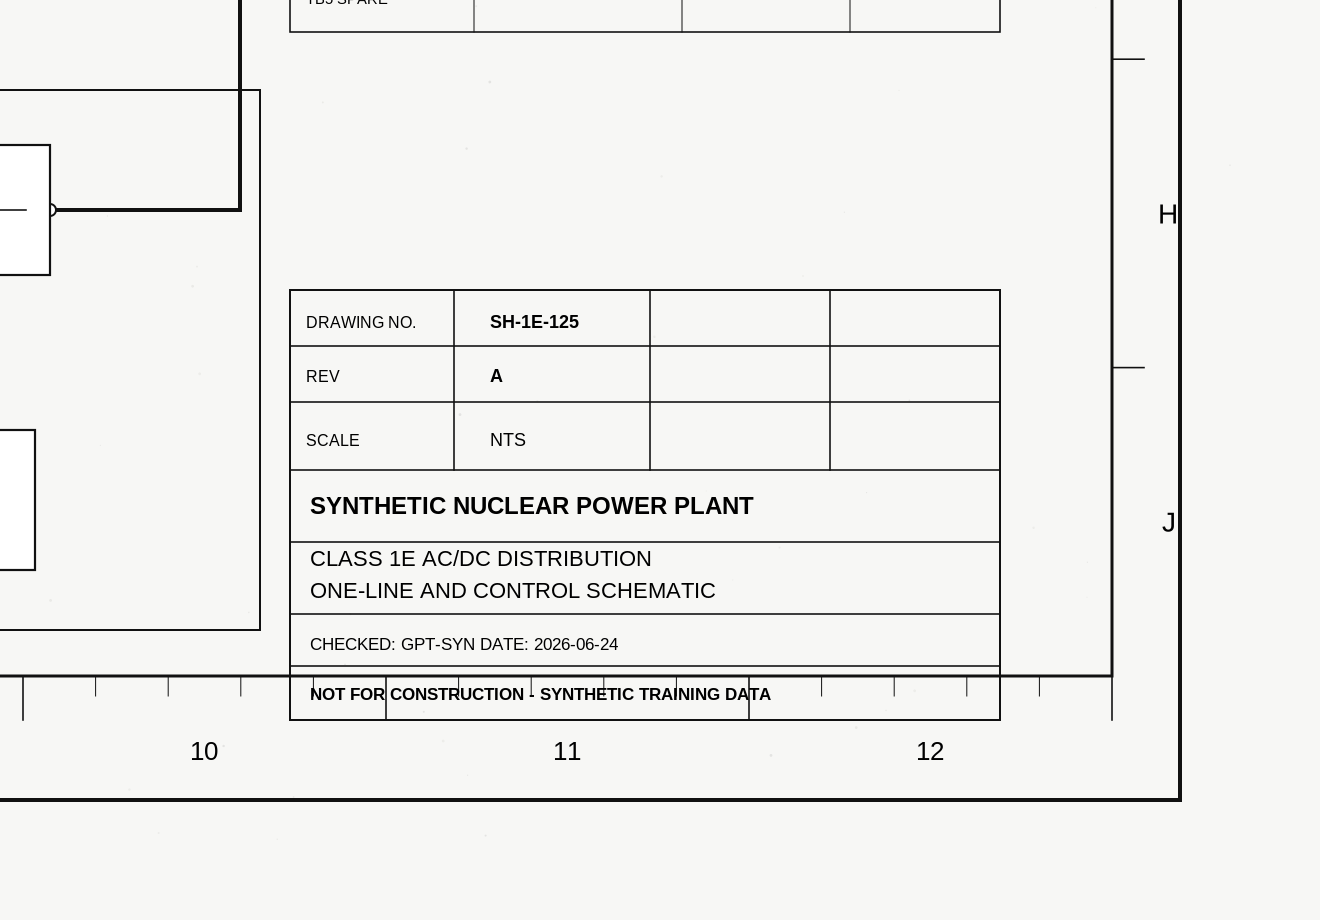 H
DRAWING NO. SH-1E-125
REV A
SCALE NTS
SYNTHETIC NUCLEAR POWER PLANT
J
CLASS 1E AC/DC DISTRIBUTION
ONE-LINE AND CONTROL SCHEMATIC
CHECKED: GPT-SYN DATE: 2026-06-24
NOT FOR CONSTRUCTION - SYNTHETIC TRAINING DATA
10 11 12